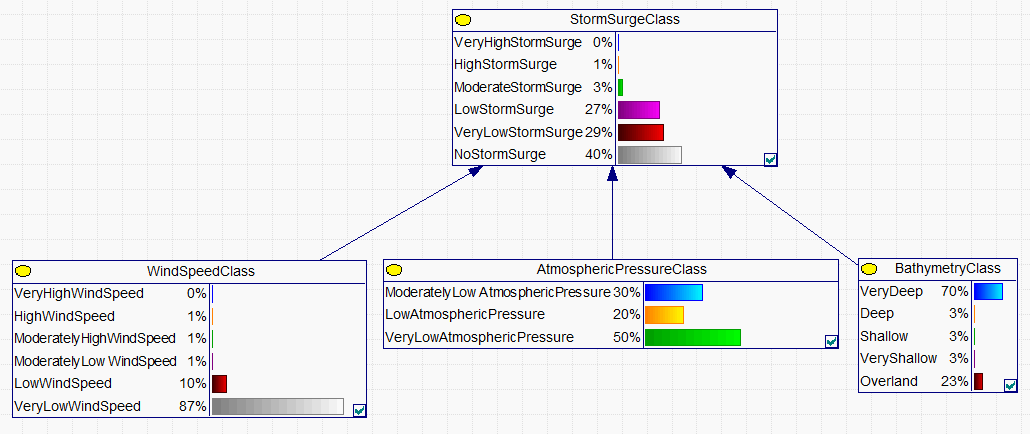 StormSurgeClass
VeryHighStormSurge 0%
HighStormSurge 1%
ModerateStormSurge 3%
LowStormSurge 27%
VeryLowStormSurge 29%
NoStormSurge 40%
WindSpeedClass
VeryHighWindSpeed 0%
HighWindSpeed 1%
ModeratelyHighWindSpeed 1%
ModeratelyLow WindSpeed 1%
LowWindSpeed 10%
VeryLowWindSpeed 87%
AtmosphericPressureClass
ModeratelyLow AtmosphericPressure 30%
LowAtmosphericPressure 20%
VeryLowAtmosphericPressure 50%
BathymetryClass
VeryDeep 70%
Deep 3%
Shallow 3%
VeryShallow 3%
Overland 23%